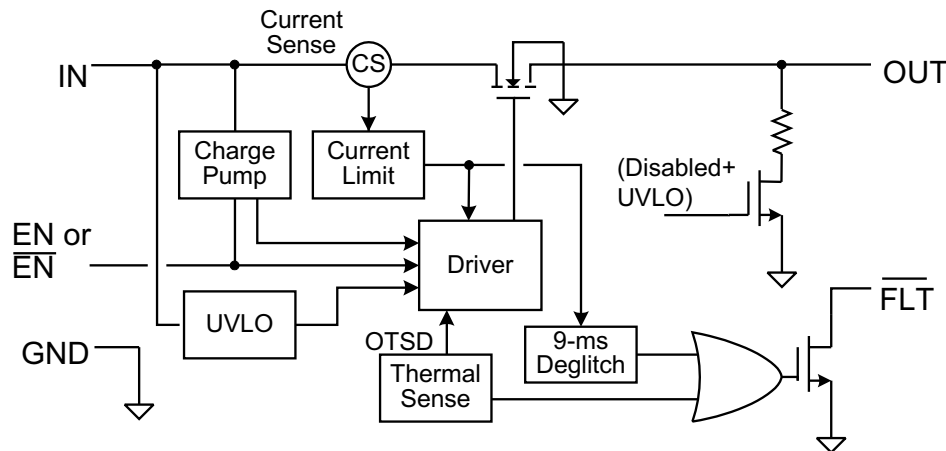 Current
Sense
IN
CS
OUT
Charge
Pump
Current
Limit
(Disabled+
UVLO)
EN or
EN
Driver
FLT
UVLO
GND
OTSD
9-ms
Deglitch
Thermal
Sense